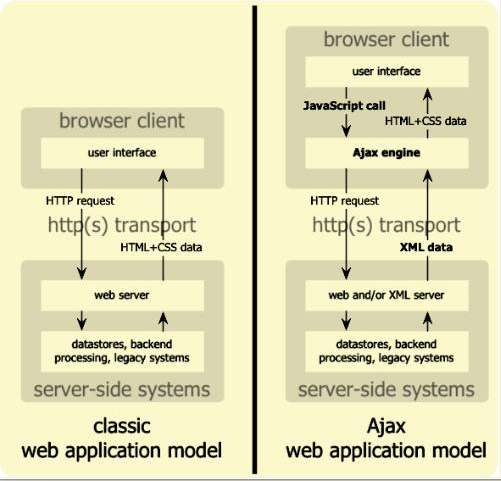 browser client
user interface
HTTP request
http(s) transport
HTML+CSS data
web server
datastores, backend
processing, legacy systems
server-side systems
classic
web application model
browser client
user interface
JavaScript call
HTML+CSS data
Ajax engine
HTTP request
http(s) transport
XML data
web and/or XML server
datastores, backend
processing, legacy systems
server-side systems
Ajax
web application model